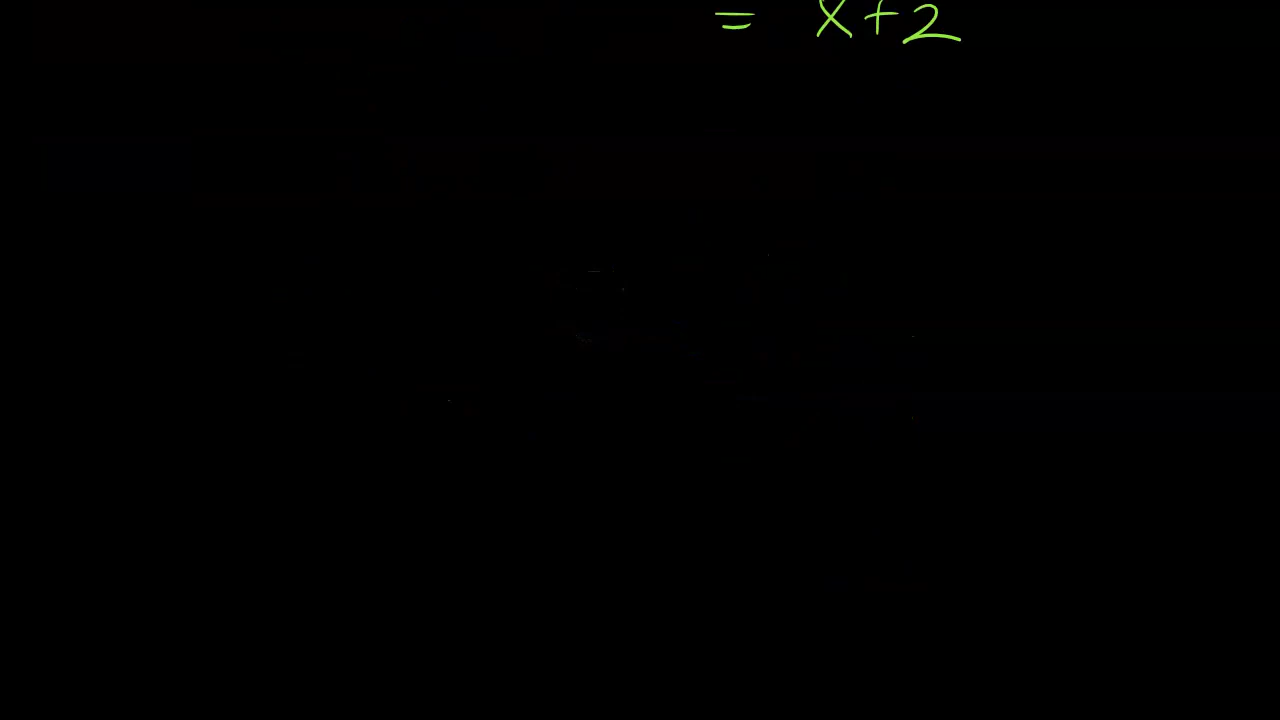 = x+2